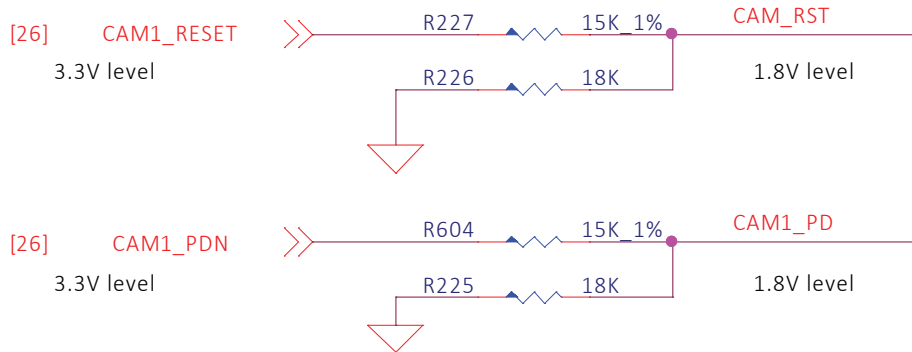 [26] CAM1_RESET R227 15K_1% CAM_RST
3.3V level R226 18K 1.8V level
[26] CAM1_PDN R604 15K_1% CAM1_PD
3.3V level R225 18K 1.8V level